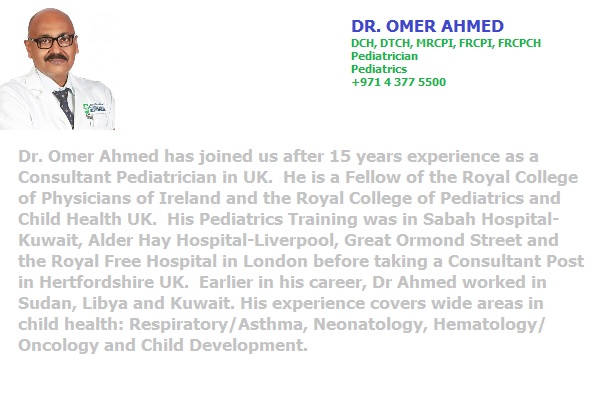 DR. OMER AHMED
DCH, DTCH, MRCPI, FRCPI, FRCPCH
Pediatrician
Pediatrics
+971 4 377 5500
Dr. Omer Ahmed has joined us after 15 years experience as a
Consultant Pediatrician in UK.  He is a Fellow of the Royal College
of Physicians of Ireland and the Royal College of Pediatrics and
Child Health UK.  His Pediatrics Training was in Sabah Hospital-
Kuwait, Alder Hay Hospital-Liverpool, Great Ormond Street and
the Royal Free Hospital in London before taking a Consultant Post
in Hertfordshire UK.  Earlier in his career, Dr Ahmed worked in
Sudan, Libya and Kuwait. His experience covers wide areas in
child health: Respiratory/Asthma, Neonatology, Hematology/
Oncology and Child Development.